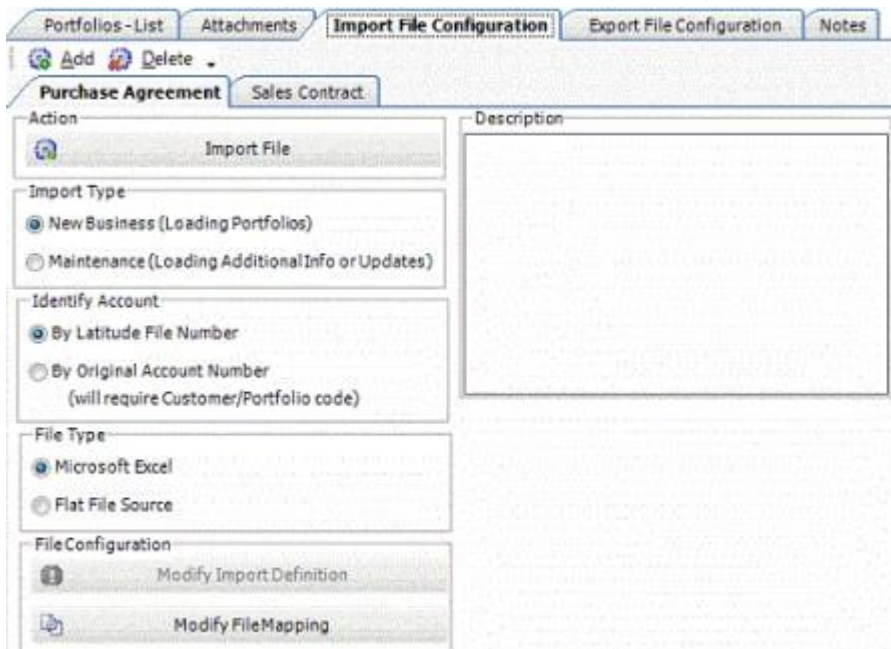 Portfolios - List Attachments Import File Configuration Export File Configuration Notes
Add Delete
Purchase Agreement Sales Contract
Action
Import File
Import Type
New Business (Loading Portfolios)
Maintenance (Loading Additional Info or Updates)
Identify Account
By Latitude File Number
By Original Account Number
(will require Customer/Portfolio code)
File Type
Microsoft Excel
Flat File Source
File Configuration
Modify Import Definition
Modify File Mapping
Description